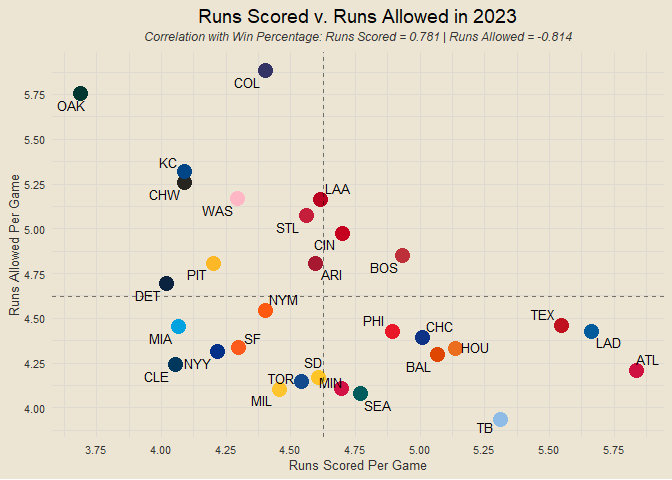 Runs Scored v. Runs Allowed in 2023
Correlation with Win Percentage: Runs Scored = 0.781 | Runs Allowed = -0.814
COL
5.75
OAK
5.50
KC
5.25
CHW
LAA
WAS
STL
5.00
CIN
BOS
PIT
ARI
4.75
DET
NYM
4.50
PHI
CHC
TEX
MIA
SF
HOU
LAD
4.25
CLE
NYY
SD
BAL
ATL
TOR
MIN
4.00
MIL
SEA
TB
Runs Allowed Per Game
3.75
4.00
4.25
4.50
4.75
5.00
5.25
5.50
5.75
Runs Scored Per Game